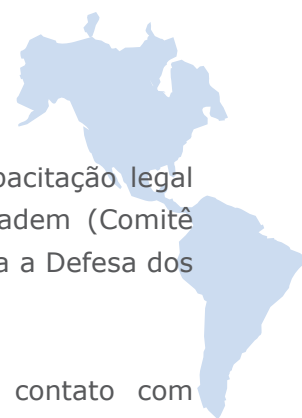 pacitação legal
adem (Comitê
a a Defesa dos
contato com